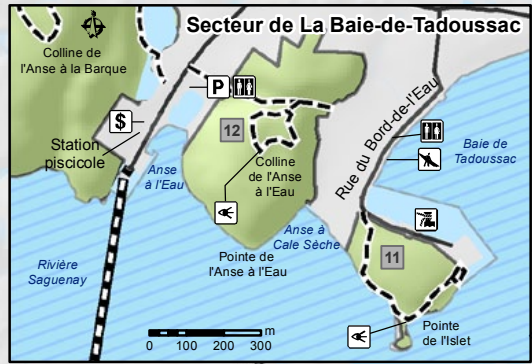 Secteur de La Baie-de-Tadoussac
Colline de
l'Anse à la Barque
P
$
Station
piscicole
12
Colline
de l'Anse
à l'Eau
Anse
à l'Eau
Rue du Bord-de-l'Eau
Baie de
Tadoussac
Anse à
Cale Sèche
Pointe de
l'Anse à l'Eau
Rivière
Saguenay
11
Pointe
de l'Islet
0 100 200 300 m